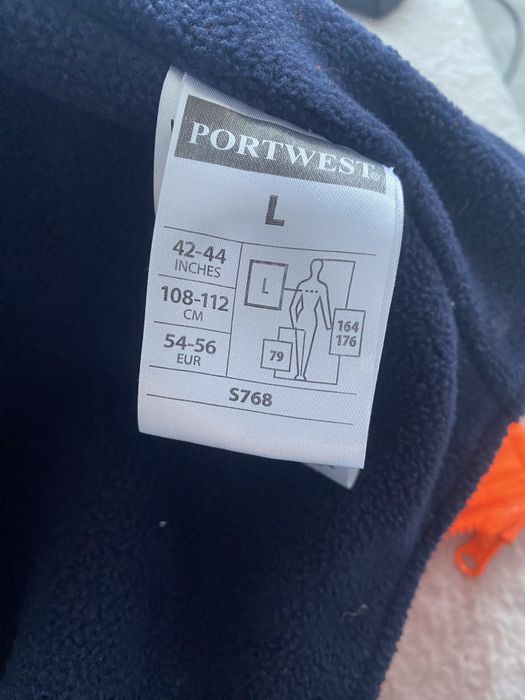 PORTWEST®
L
42-44
INCHES
108-112
CM
54-56
EUR
L
164
176
79
S768